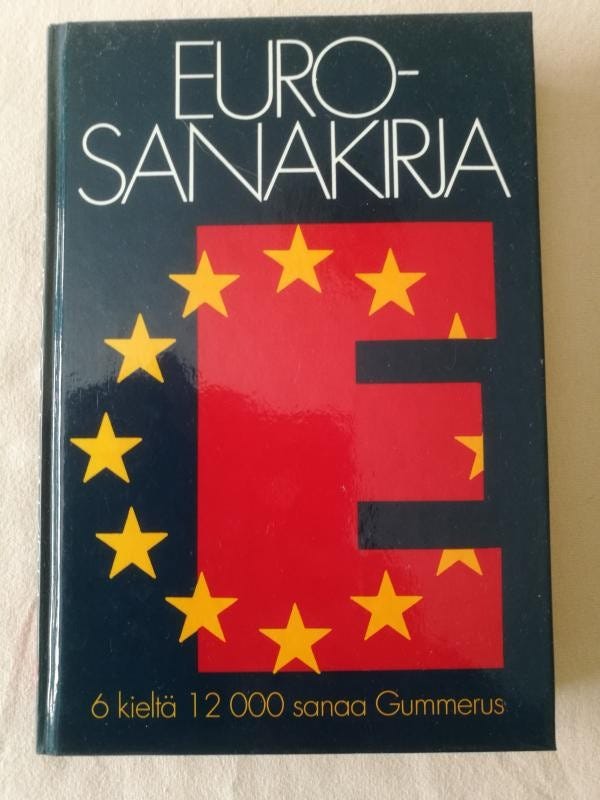 EURO-
SANAKIRJA
E
6 kieltä 12 000 sanaa Gummerus